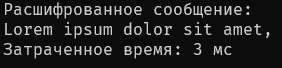 Расшифрованное сообщение:
Lorem ipsum dolor sit amet,
Затраченное время: 3 мс